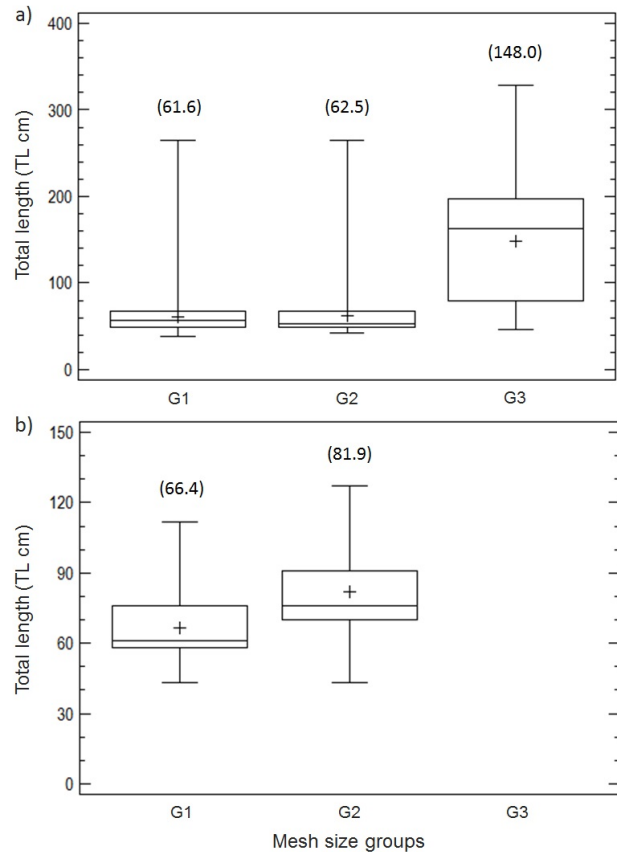 a)
400
(148.0)
300
(61.6)
(62.5)
Total length (TL cm)
200
100
0
G1
G2
G3
b)
150
(81.9)
120
(66.4)
90
Total length (TL cm)
60
30
0
G1
G2
G3
Mesh size groups